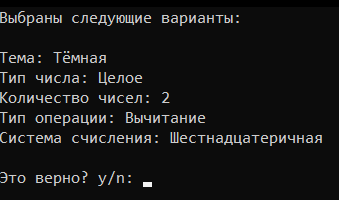 Выбраны следующие варианты:
Тема: Тёмная
Тип числа: Целое
Количество чисел: 2
Тип операции: Вычитание
Система счисления: Шестнадцатеричная
Это верно? y/n: